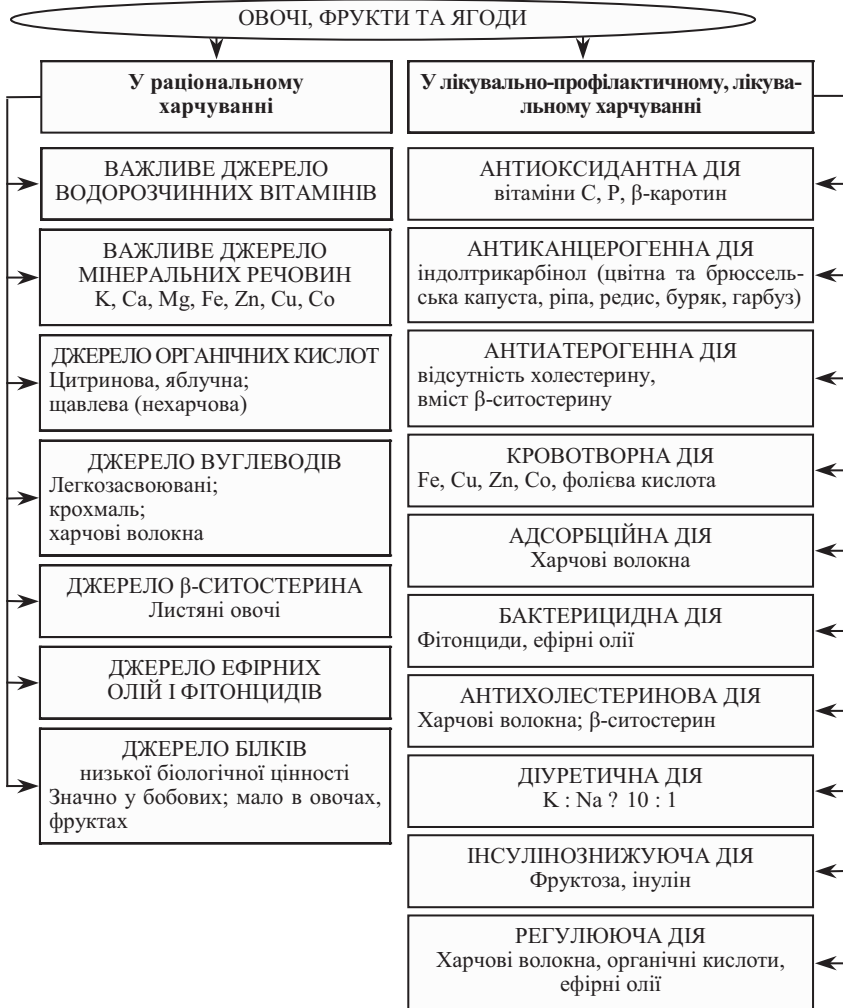 ОВОЧІ, ФРУКТИ ТА ЯГОДИ
У раціональному
харчуванні
ВАЖЛИВЕ ДЖЕРЕЛО
ВОДОРОЗЧИННИХ ВІТАМІНІВ
ВАЖЛИВЕ ДЖЕРЕЛО
МІНЕРАЛЬНИХ РЕЧОВИН
K, Ca, Mg, Fe, Zn, Cu, Co
ДЖЕРЕЛО ОРГАНІЧНИХ КИСЛОТ
Цитринова, яблучна;
щавлева (нехарчова)
ДЖЕРЕЛО ВУГЛЕВОДІВ
Легкозасвоювані;
крохмаль;
харчові волокна
ДЖЕРЕЛО β-СИТОСТЕРИНА
Листяні овочі
ДЖЕРЕЛО ЕФІРНИХ
ОЛІЙ І ФІТОНЦИДІВ
ДЖЕРЕЛО БІЛКІВ
низької біологічної цінності
Значно у бобових; мало в овочах,
фруктах
У лікувально-профілактичному, лікува-
льному харчуванні
АНТИОКСИДАНТНА ДІЯ
вітаміни С, Р, β-каротин
АНТИКАНЦЕРОГЕННА ДІЯ
індолтрикарбінол (цвітна та брюссель-
ська капуста, ріпа, редис, буряк, гарбуз)
АНТИАТЕРОГЕННА ДІЯ
відсутність холестерину,
вміст β-ситостерину
КРОВОТВОРНА ДІЯ
Fe, Cu, Zn, Co, фолієва кислота
АДСОРБЦІЙНА ДІЯ
Харчові волокна
БАКТЕРИЦИДНА ДІЯ
Фітонциди, ефірні олії
АНТИХОЛЕСТЕРИНОВА ДІЯ
Харчові волокна; β-ситостерин
ДІУРЕТИЧНА ДІЯ
K : Na ? 10 : 1
ІНСУЛІНОЗНИЖУЮЧА ДІЯ
Фруктоза, інулін
РЕГУЛЮЮЧА ДІЯ
Харчові волокна, органічні кислоти,
ефірні олії